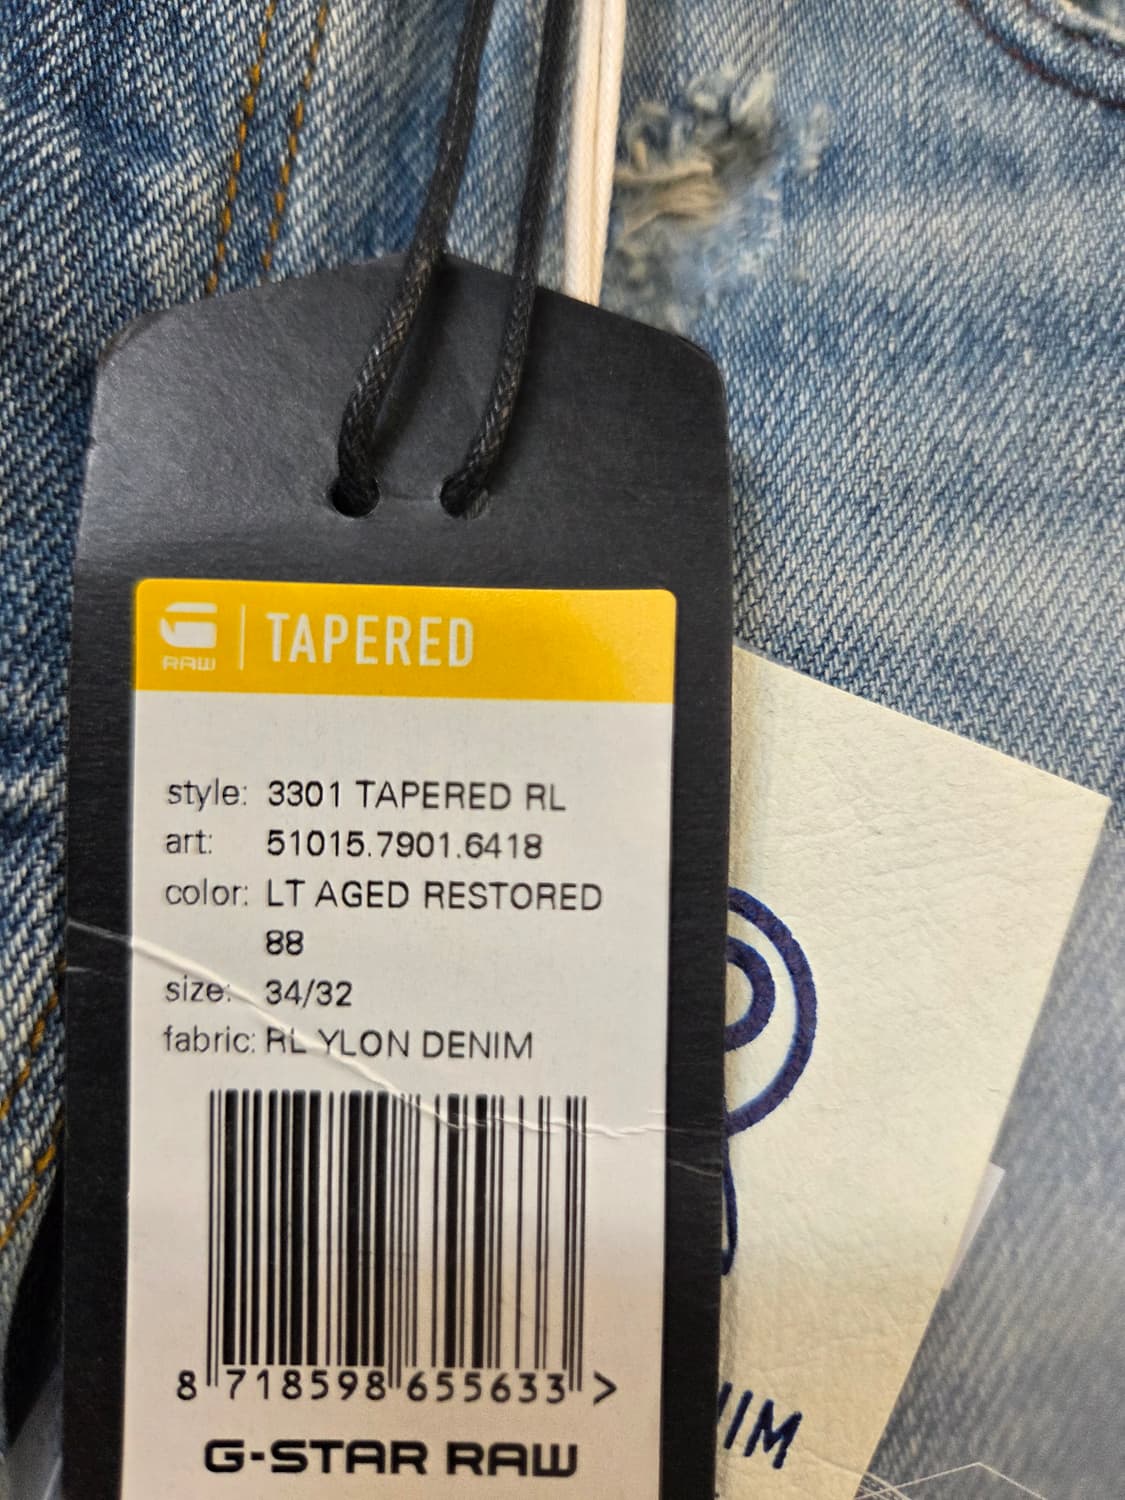 RAW TAPERED
style: 3301 TAPERED RL
art: 51015.7901.6418
color: LT AGED RESTORED
88
size: 34/32
fabric: RL YLON DENIM
8 718598 655633 >
G-STAR RAW